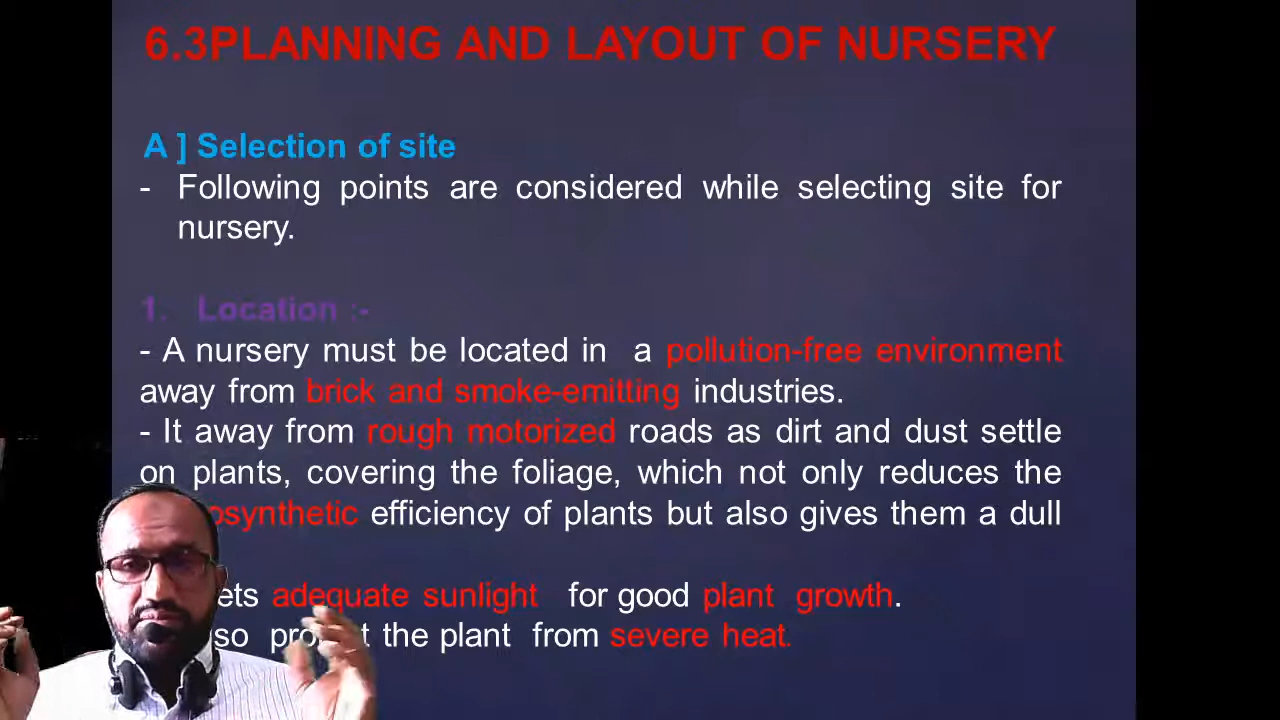 6.3PLANNING AND LAYOUT OF NURSERY
A ] Selection of site
- Following points are considered while selecting site for
nursery.
1. Location :-
- A nursery must be located in a pollution-free environment
away from brick and smoke-emitting industries.
- It away from rough motorized roads as dirt and dust settle
on plants, covering the foliage, which not only reduces the
efficiency of plants but also gives them a dull
adequate sunlight for good plant growth.
the plant from severe heat.